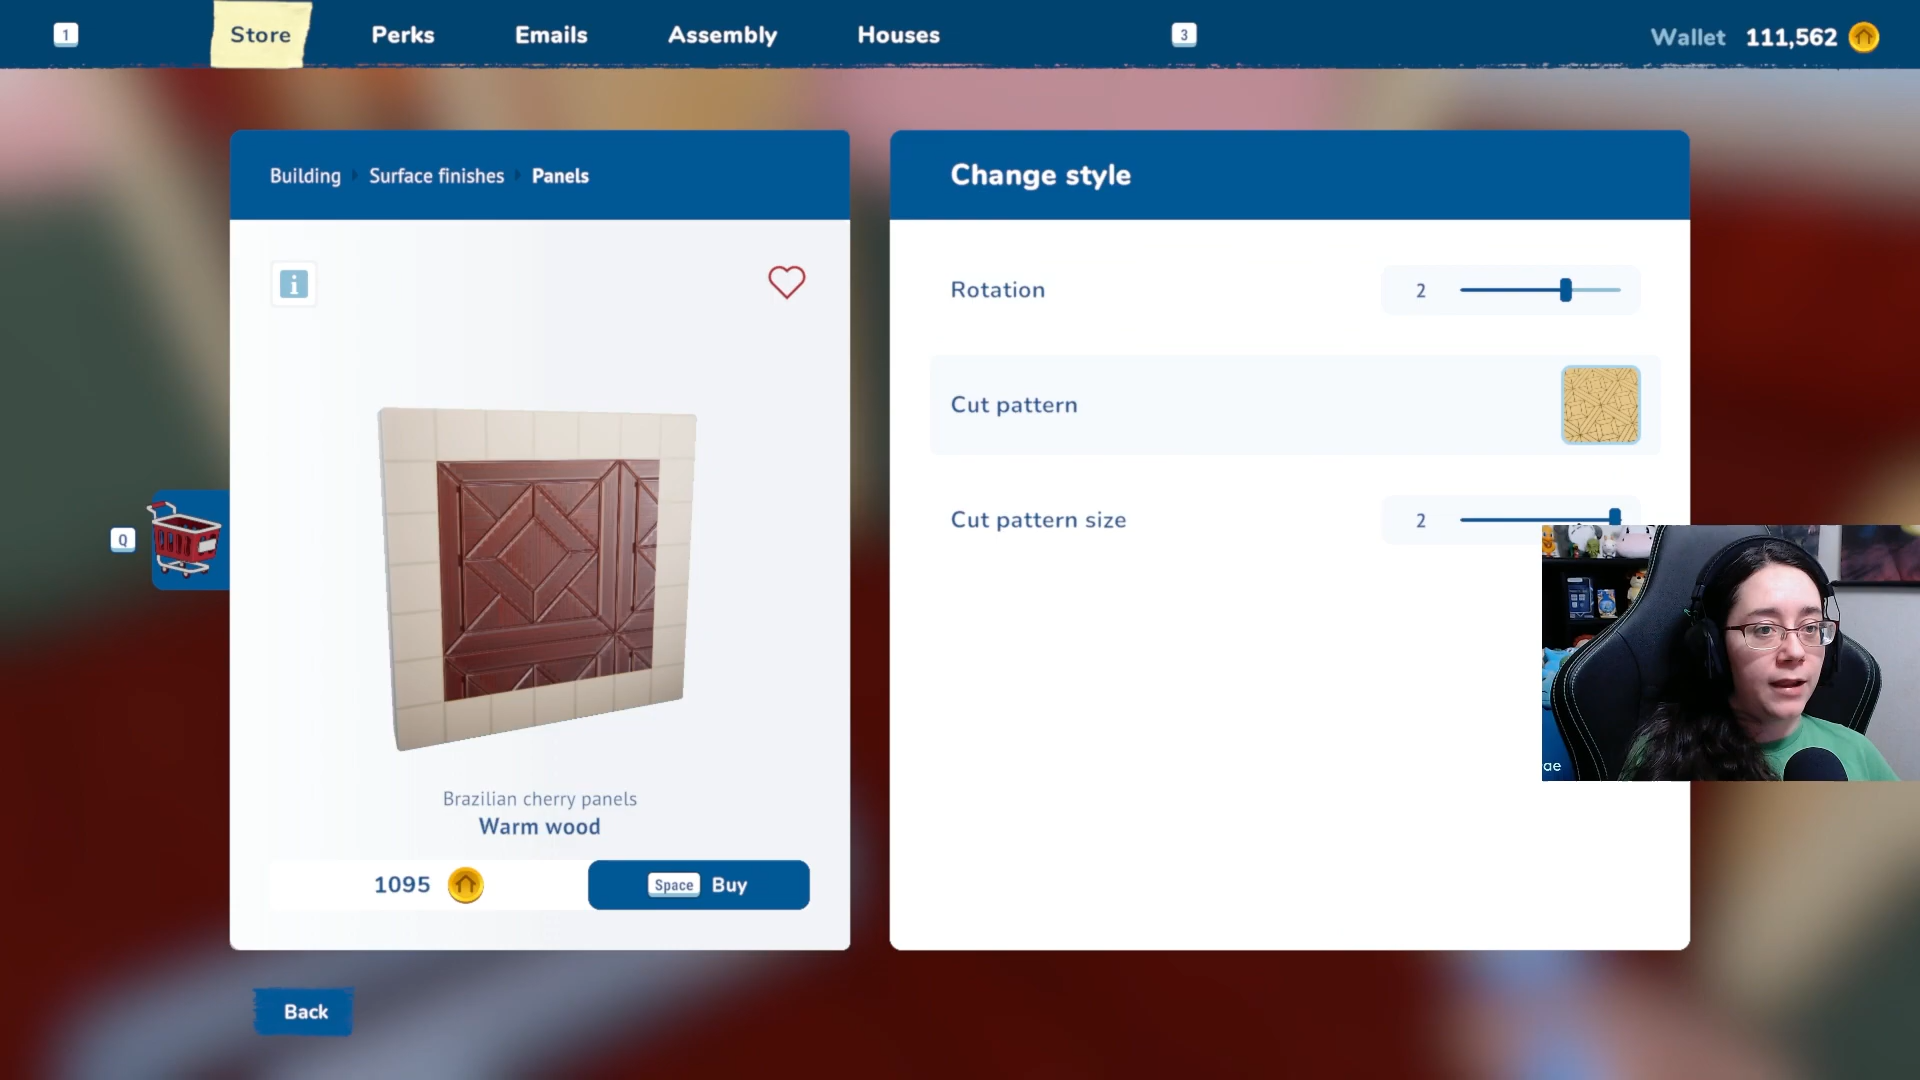 1
Store
Perks
Emails
Assembly
Houses
3
Wallet 111,562
Building Surface finishes Panels
Change style
i
Rotation
2
Cut pattern
Cut pattern size
2
Q
Brazilian cherry panels
Warm wood
1095
Space Buy
Back
ae